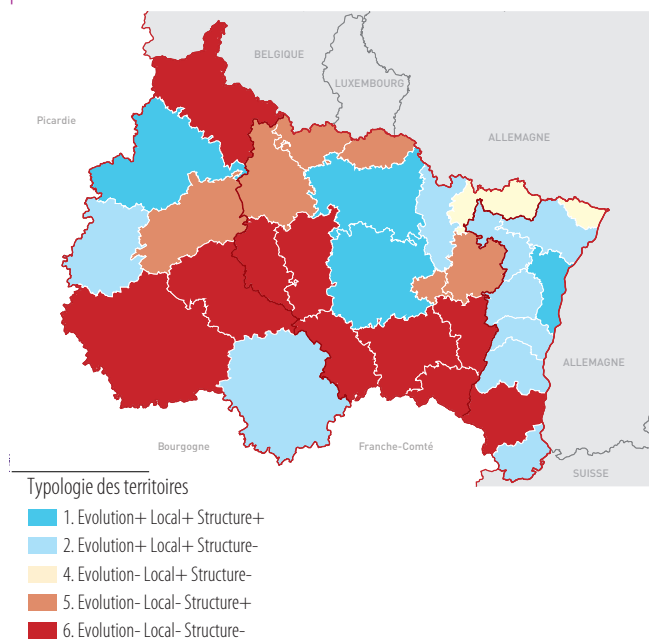 BELGIQUE
LUXEMBOURG
Picardie
ALLEMAGNE
ALLEMAGNE
Bourgogne
Franche-Comté
SUISSE
Typologie des territoires
1. Evolution+ Local+ Structure+
2. Evolution+ Local+ Structure-
4. Evolution- Local+ Structure-
5. Evolution- Local- Structure+
6. Evolution- Local- Structure-